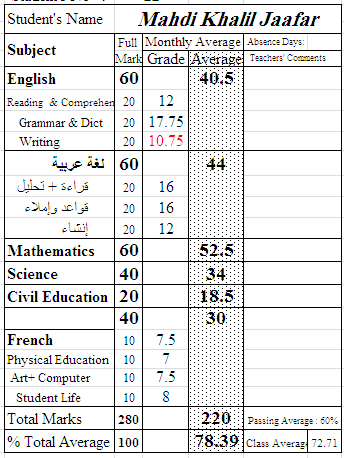 Student's Name Mahdi Khalil Jaafar
Subject Full Mark Monthly Average Absence Days:
Grade Average Teachers' Comments
English 60 40.5
Reading & Comprehen 20 12
Grammar & Dict 20 17.75
Writing 20 10.75
لغة عربية 60 44
قراءة + تحليل 20 16
قواعد وإملاء 20 16
إنشاء 20 12
Mathematics 60 52.5
Science 40 34
Civil Education 20 18.5
40 30
French 10 7.5
Physical Education 10 7
Art+ Computer 10 7.5
Student Life 10 8
Total Marks 280 220 Passing Average : 60%
% Total Average 100 78.39 Class Average 72.71